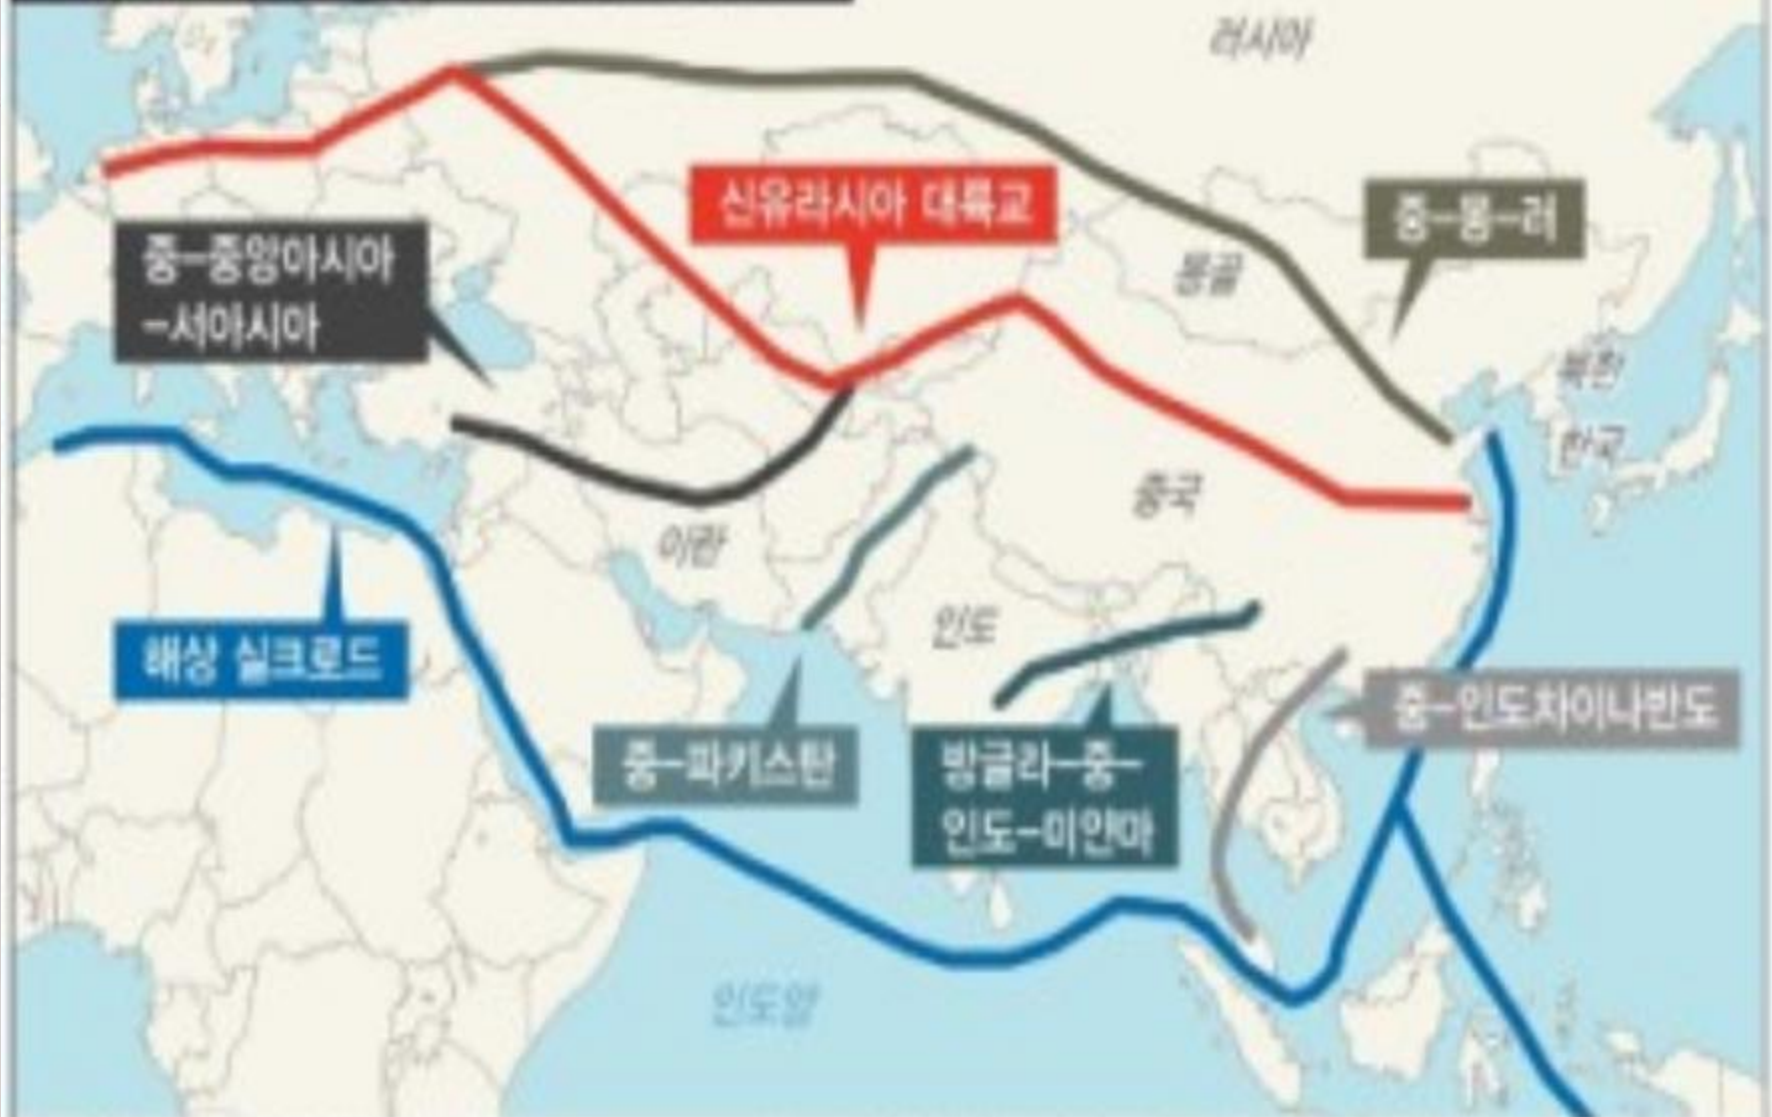 러시아
신유라시아 대륙교
중-몽-러
중-중앙아시아
-서아시아
몽골
북한
한국
중국
이란
인도
해상 실크로드
중-파키스탄
방글라-중-
인도-미얀마
중-인도차이나반도
인도양